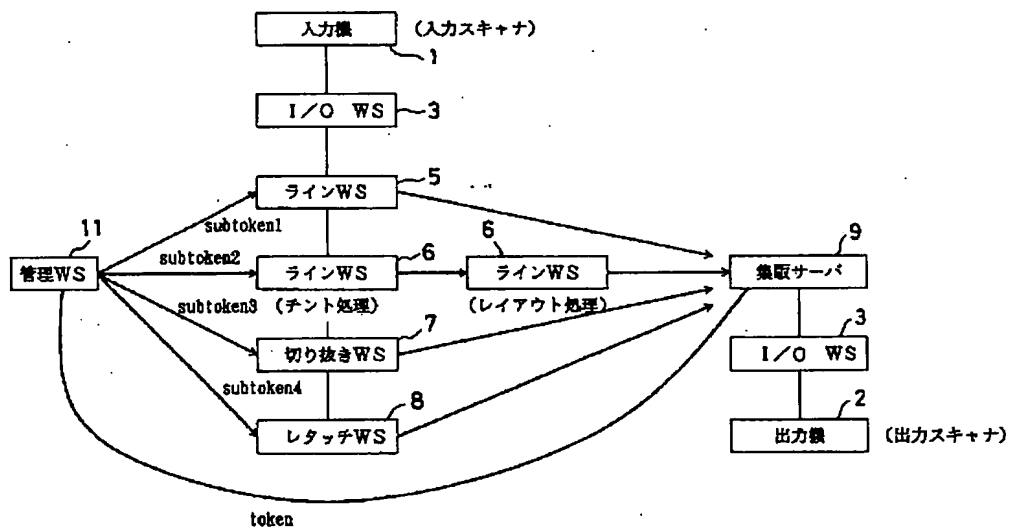 入力機 (入力スキャナ)
1
I/O WS 3
ラインWS 5
subtoken1
11
管理WS
subtoken2
ラインWS 6
(チント処理)
ラインWS 6
(レイアウト処理)
集版サーバ 9
subtoken3
切り抜きWS 7
I/O WS 3
subtoken4
レタッチWS 8
出力機 2 (出力スキャナ)
token